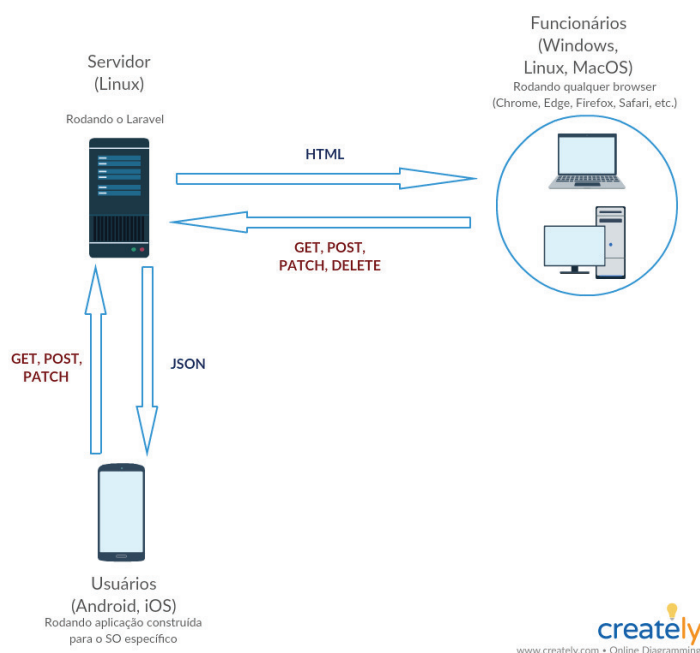 Servidor
(Linux)
Rodando o Laravel
Funcionários
(Windows,
Linux, MacOS)
Rodando qualquer browser
(Chrome, Edge, Firefox, Safari, etc.)
HTML
GET, POST,
PATCH, DELETE
GET, POST,
PATCH
JSON
Usuários
(Android, iOS)
Rodando aplicação construída
para o SO específico
creately
www.creately.com • Online Diagramming